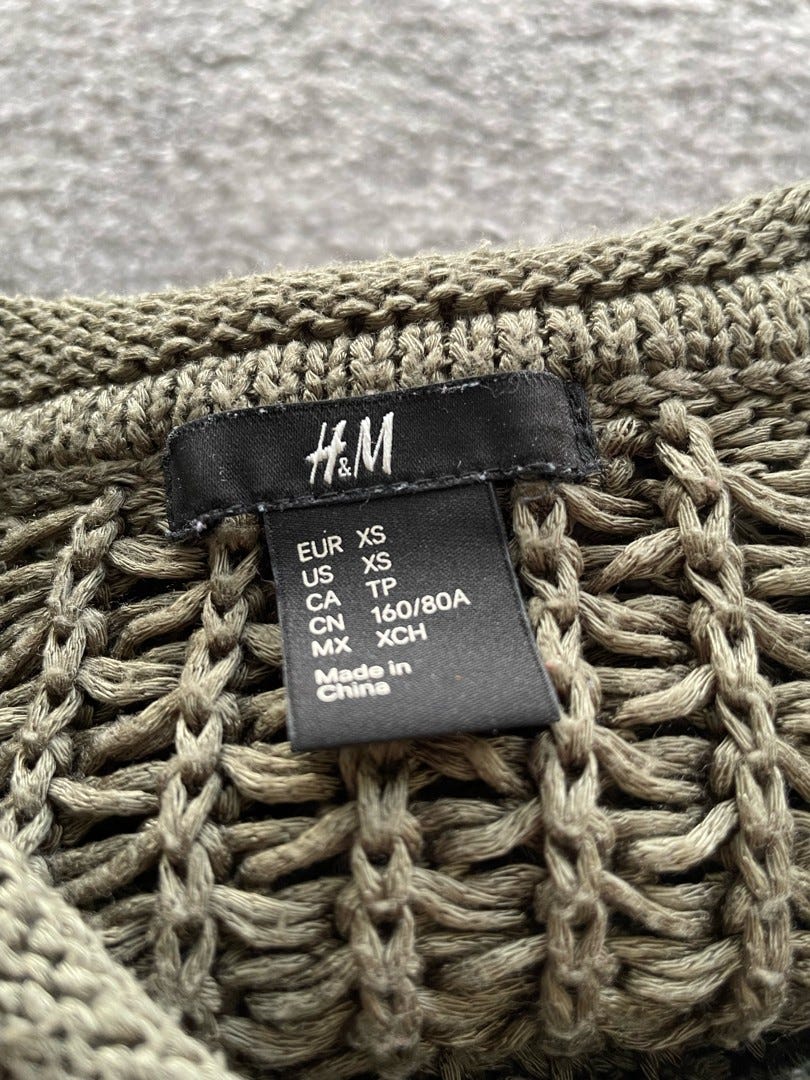 H&M
EUR XS
US XS
CA TP
CN 160/80A
MX XCH
Made in
China